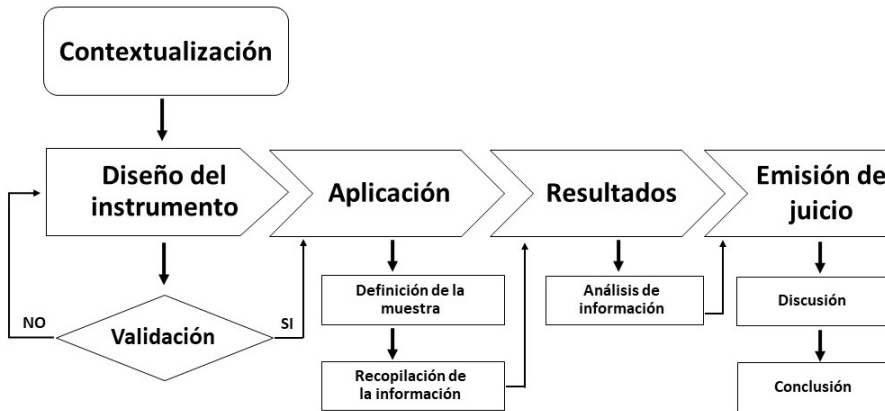 Contextualización
Diseño del
instrumento
Aplicación
Resultados
Emisión de
juicio
Definición de la
muestra
Análisis de
información
Discusión
NO
Validación
SI
Recopilación de
la información
Conclusión